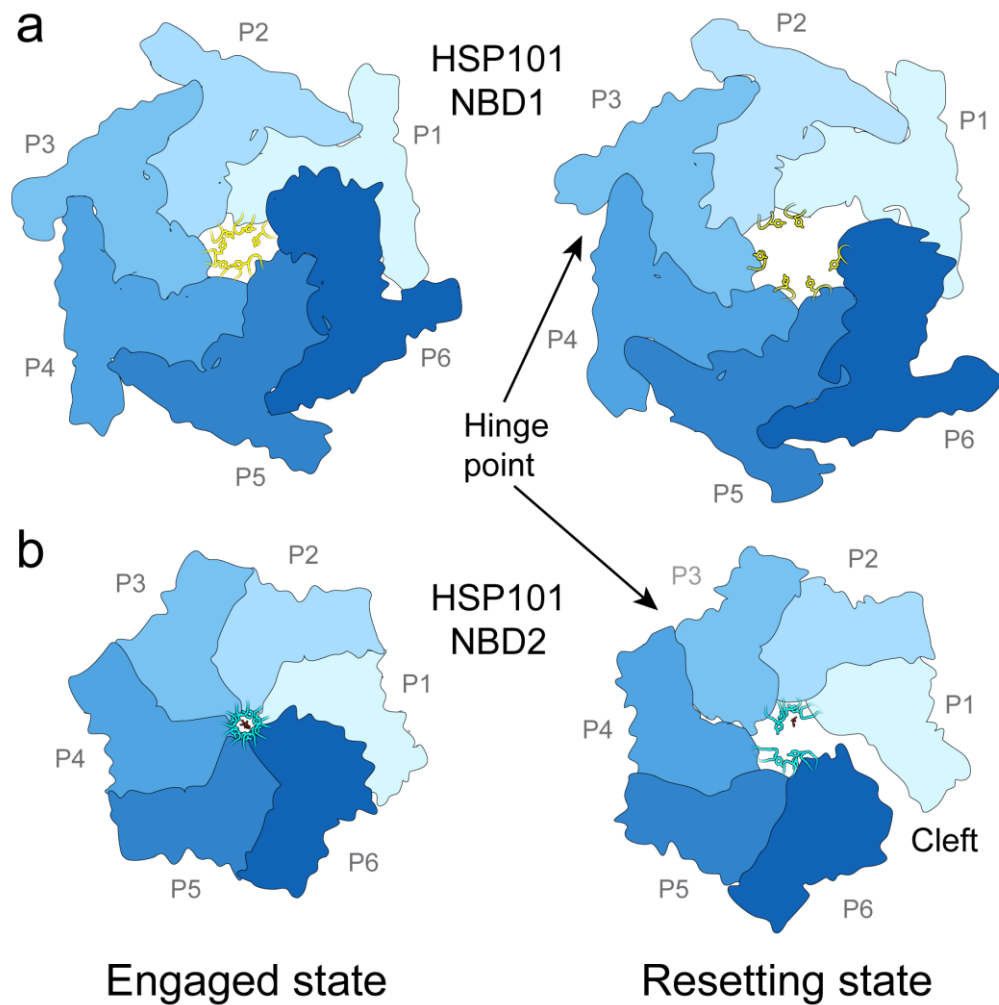 a
HSP101
NBD1
P2
P3
P1
P4
P6
P5
P2
P3
P1
P4
P6
P5
Hinge
point
b
HSP101
NBD2
P3
P2
P1
P4
P5
P6
P3
P2
P1
P4
P5
P6
Cleft
Engaged state
Resetting state